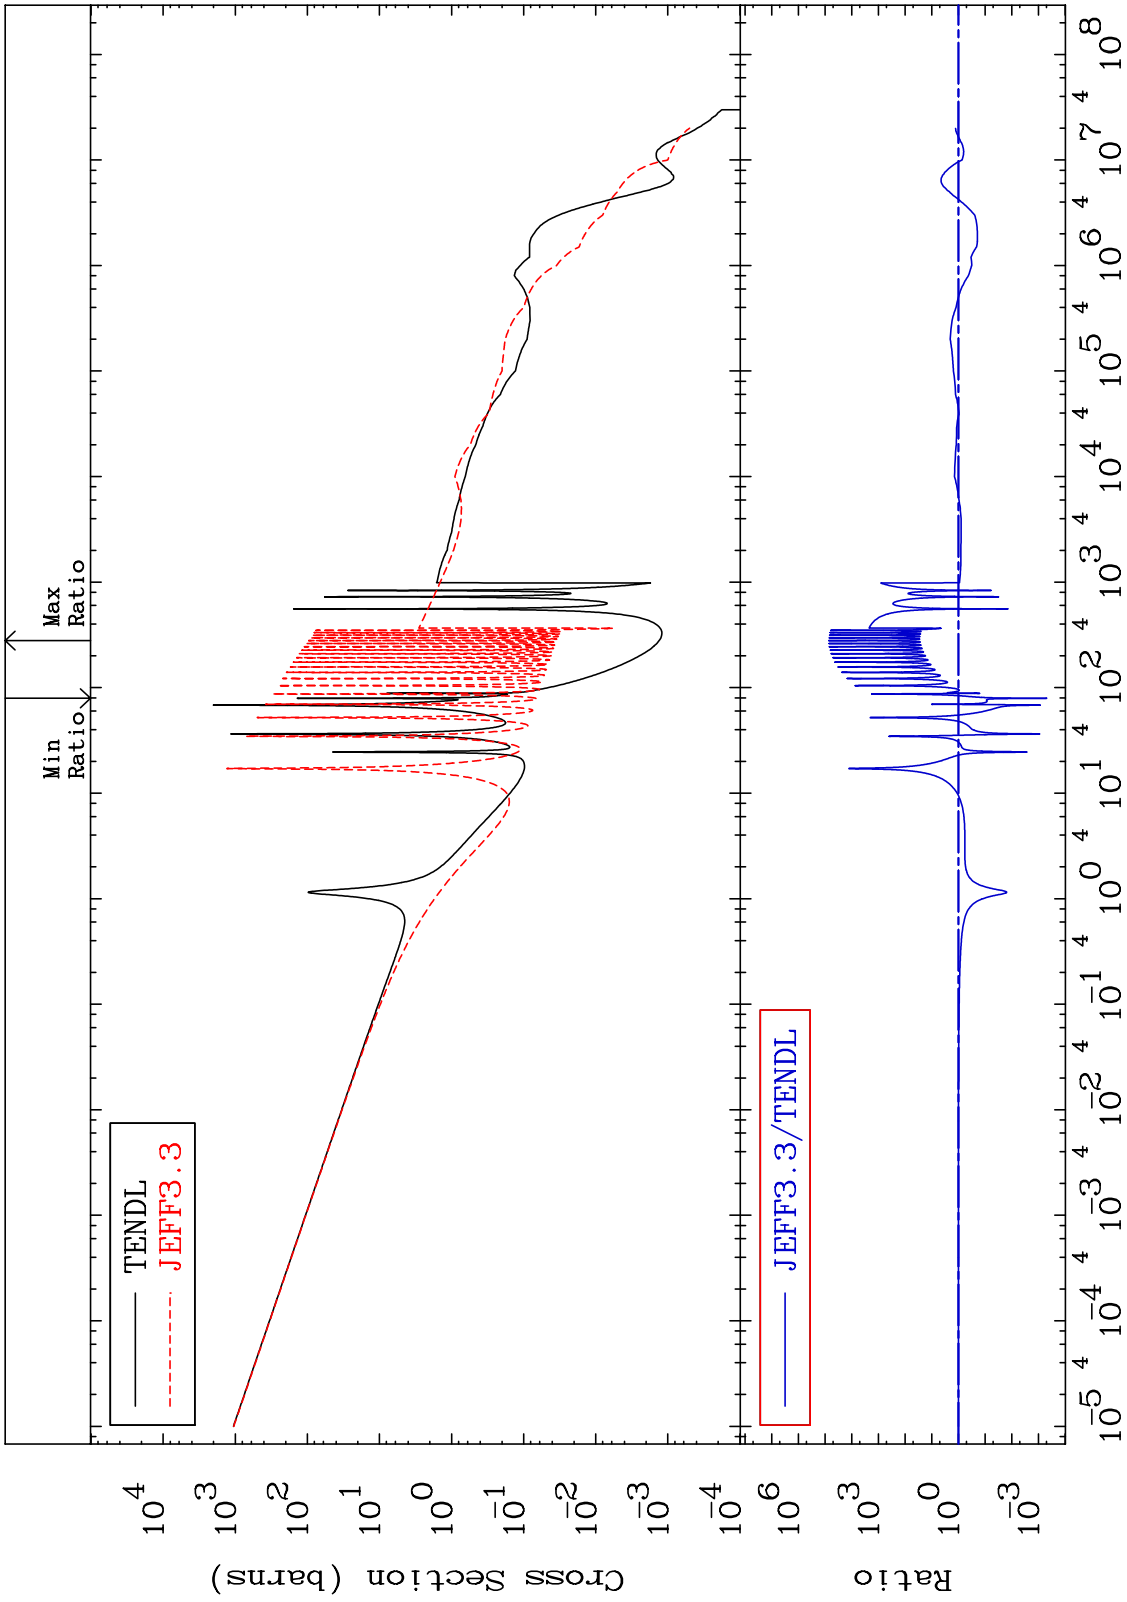 Min
Ratio
Max
Ratio
TENDL
JEFF3.3
Cross Section (barns)
10^4
10^3
10^2
10^1
10^0
10^-1
10^-2
10^-3
10^-4
JEFF3.3/TENDL
Ratio
10^6
10^3
10^0
10^-3
10^-5 4 10^-4 4 10^-3 4 10^-2 4 10^-1 4 10^0 4 10^1 4 10^2 4 10^3 4 10^4 4 10^5 4 10^6 4 10^7 4 10^8